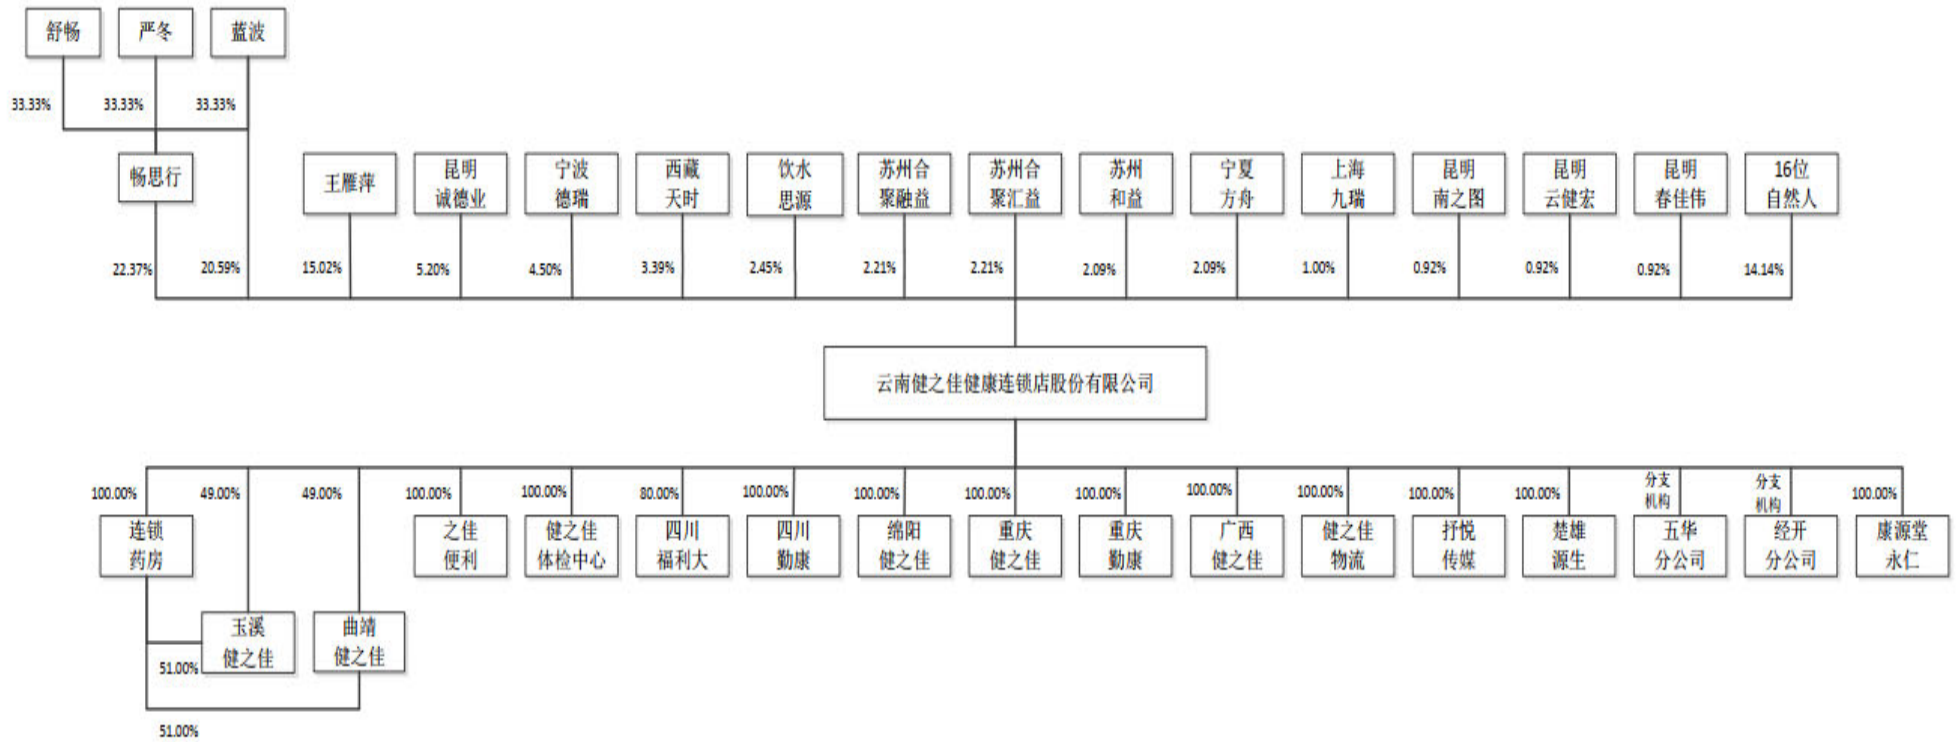 舒畅
严冬
蓝波
33.33%
33.33%
33.33%
畅思行
王雁萍
昆明
诚德业
宁波
德瑞
西藏
天时
饮水
思源
苏州合
聚融益
苏州合
聚汇益
苏州
和益
宁夏
方舟
上海
九瑞
昆明
南之图
昆明
云健宏
昆明
春佳伟
16位
自然人
22.37%
20.59%
15.02%
5.20%
4.50%
3.39%
2.45%
2.21%
2.21%
2.09%
2.09%
1.00%
0.92%
0.92%
0.92%
14.14%
云南健之佳健康连锁店股份有限公司
100.00%
49.00%
49.00%
100.00%
100.00%
80.00%
100.00%
100.00%
100.00%
100.00%
100.00%
100.00%
100.00%
100.00%
分支
机构
分支
机构
100.00%
连锁
药房
之佳
便利
健之佳
体检中心
四川
福利大
四川
勤康
绵阳
健之佳
重庆
健之佳
重庆
勤康
广西
健之佳
健之佳
物流
抒悦
传媒
楚雄
源生
五华
分公司
经开
分公司
康源堂
永仁
玉溪
健之佳
曲靖
健之佳
51.00%
51.00%